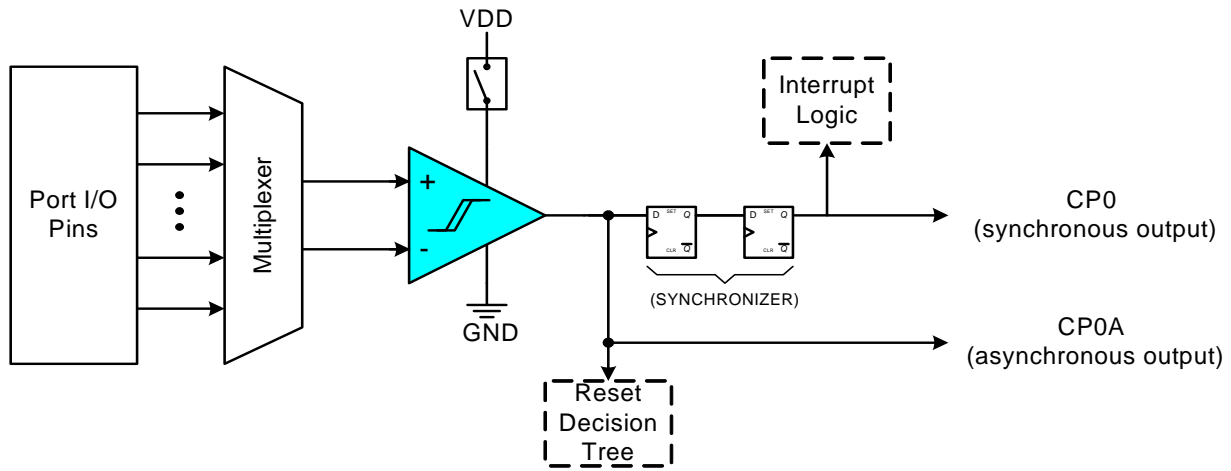 VDD
Port I/O
Pins
Multiplexer
+
-
GND
D SET Q
CLR Q
D SET Q
CLR Q
(SYNCHRONIZER)
Interrupt
Logic
CP0
(synchronous output)
CP0A
(asynchronous output)
Reset
Decision
Tree